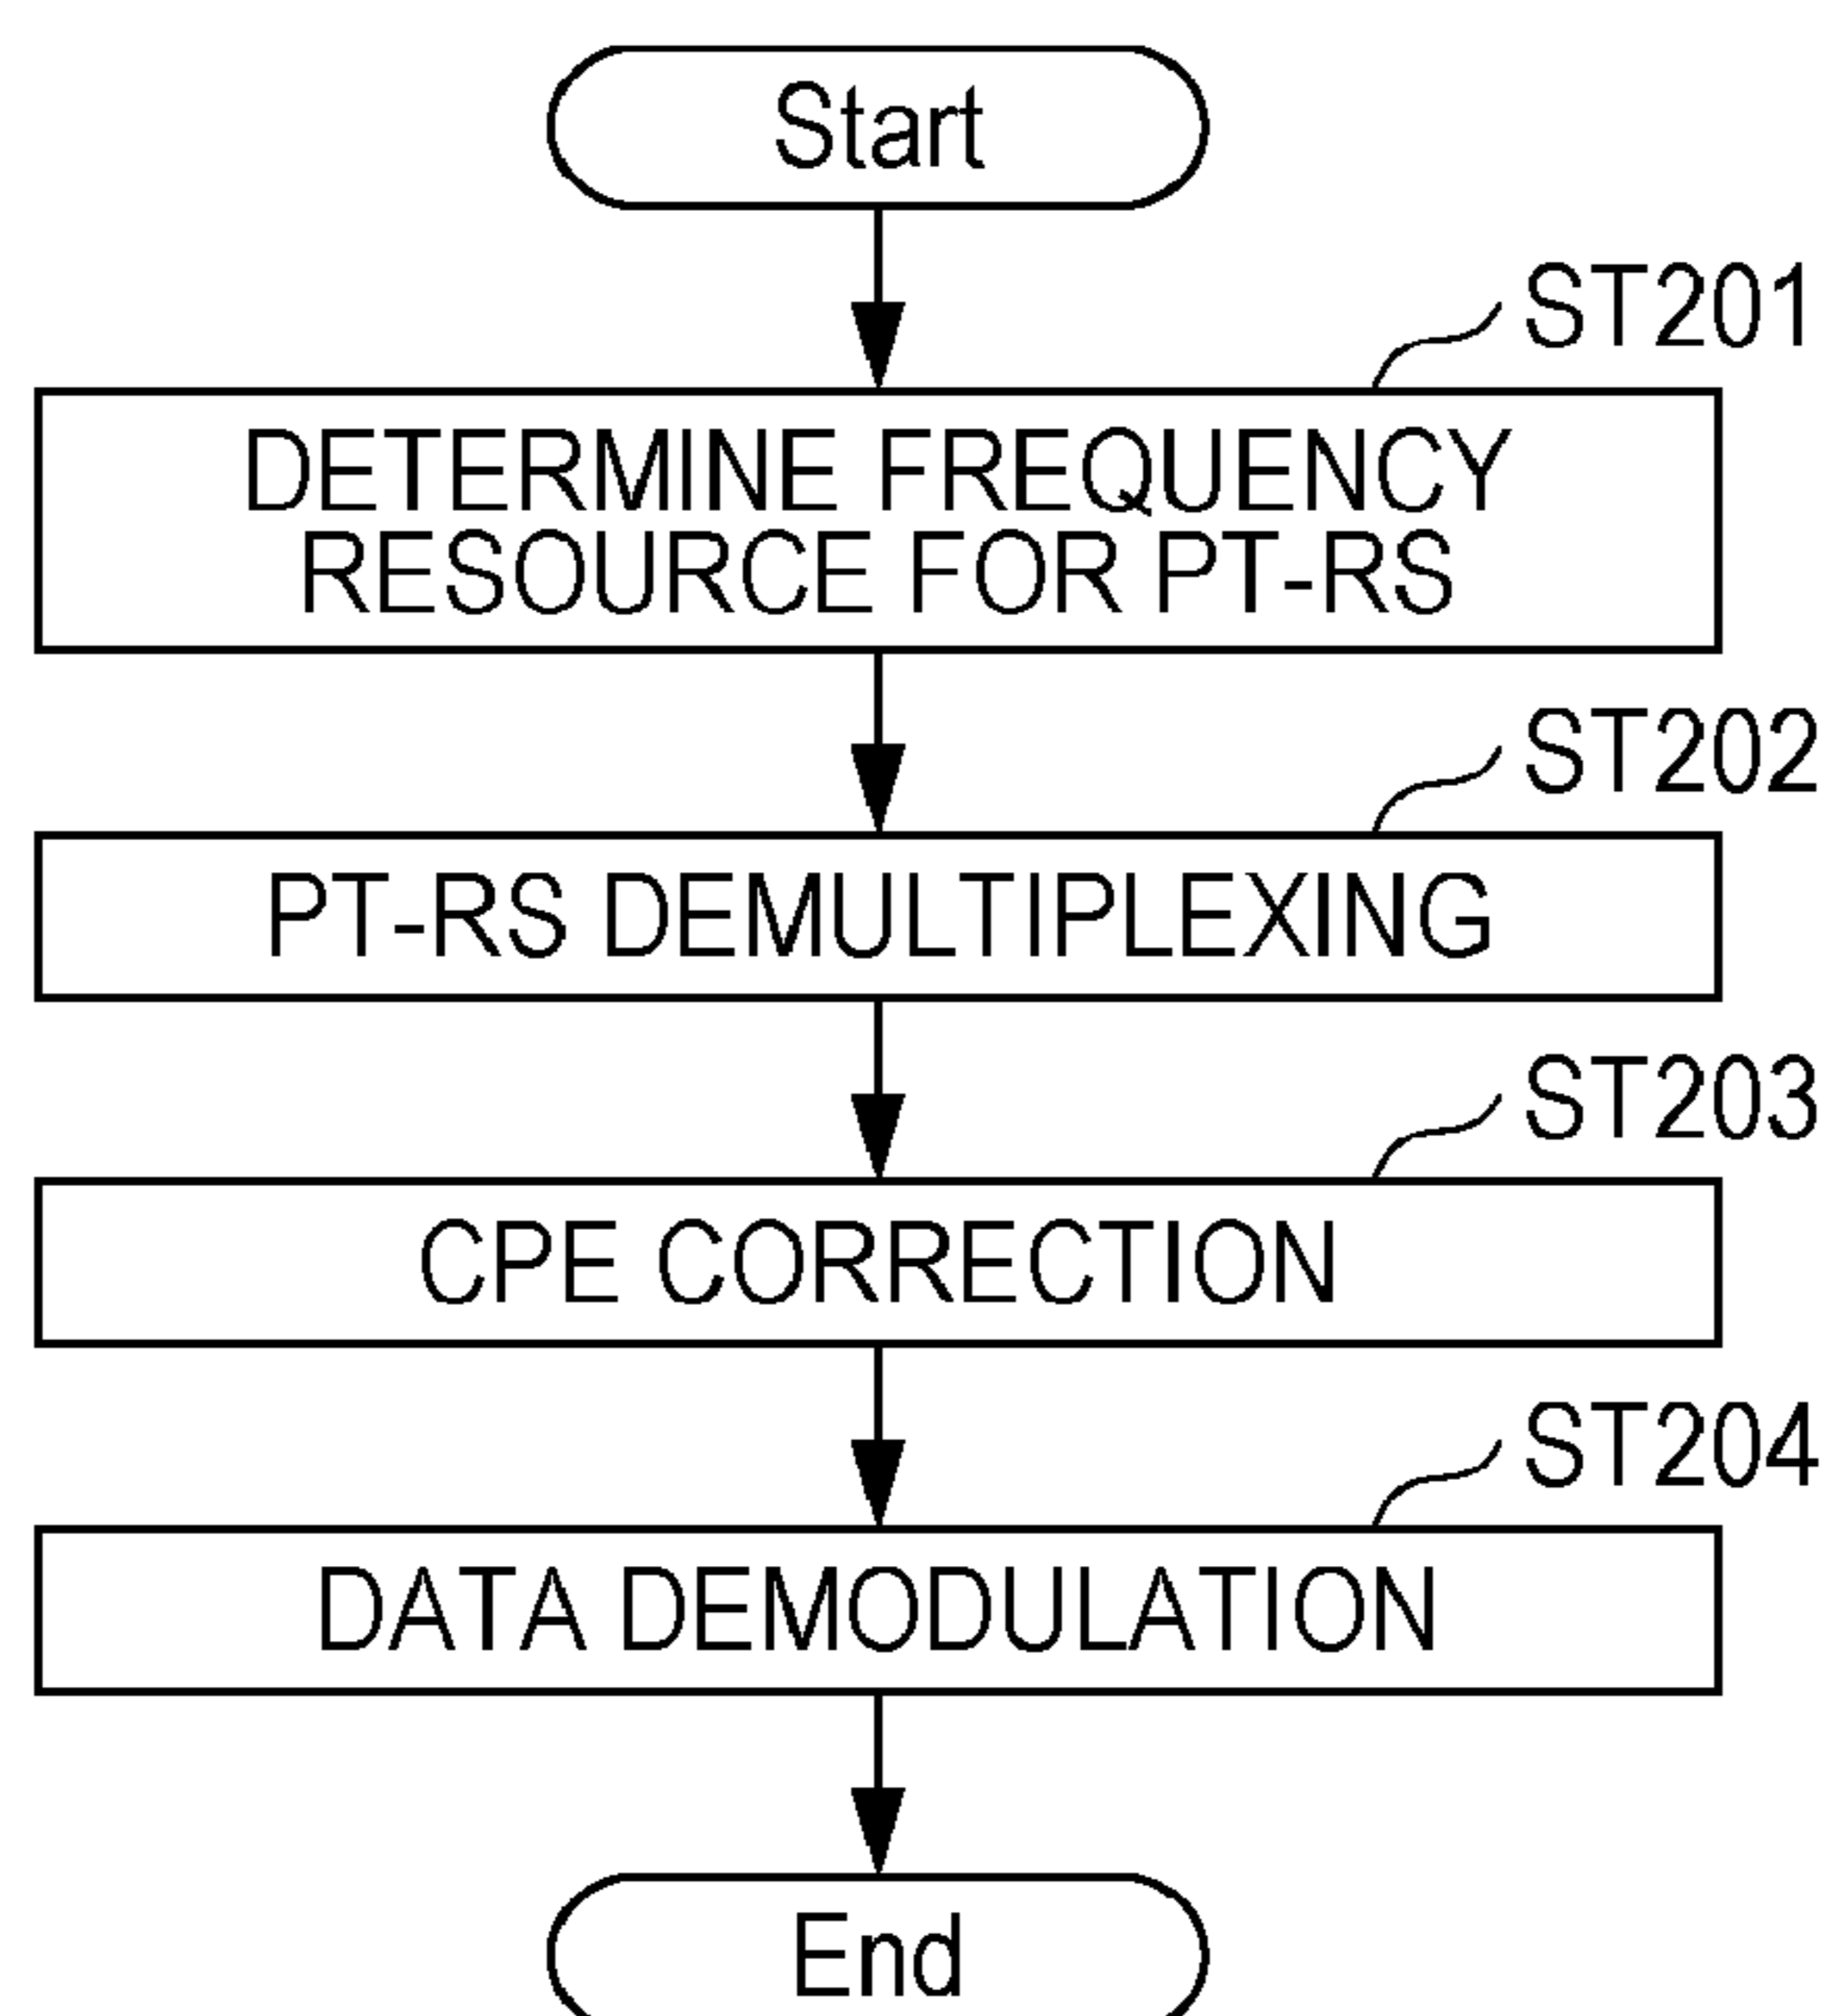 Start
ST201
DETERMINE FREQUENCY
RESOURCE FOR PT-RS
ST202
PT-RS DEMULTIPLEXING
ST203
CPE CORRECTION
ST204
DATA DEMODULATION
End